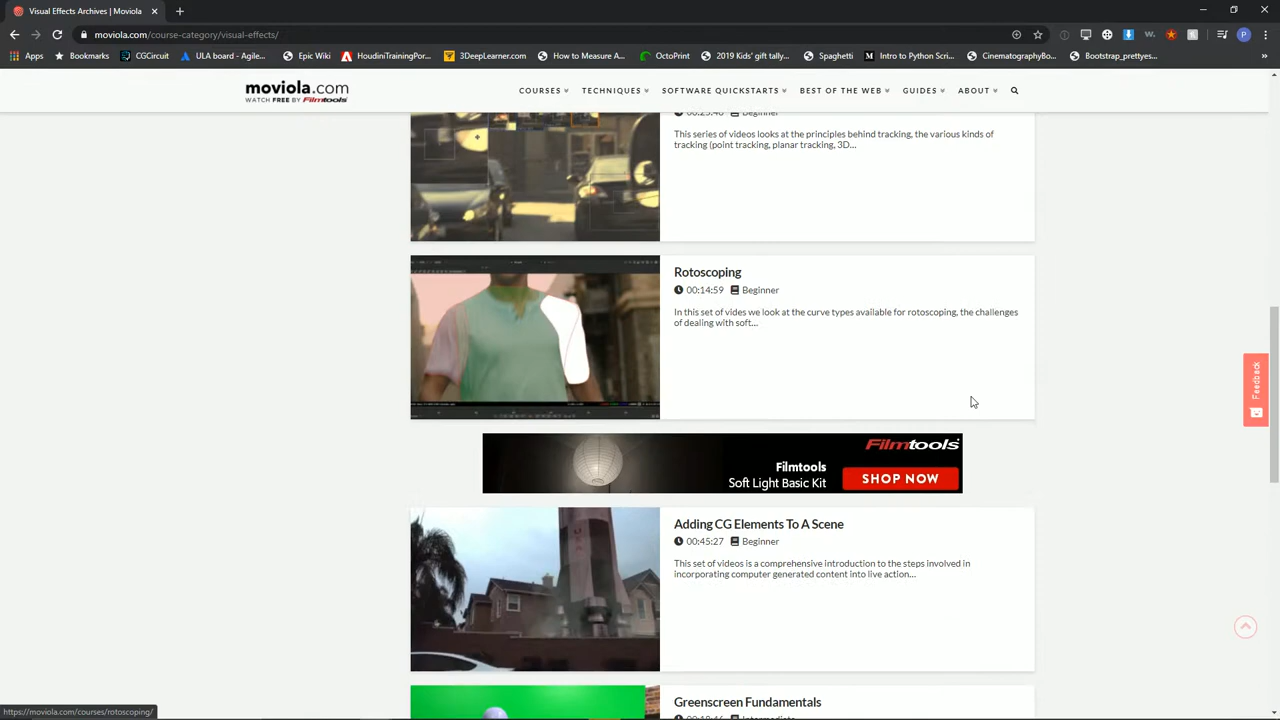 Visual Effects Archives | Moviola
moviola.com/course-category/visual-effects/
Apps Bookmarks CGCircuit ULA board - Agile... Epic Wiki HoudiniTrainingPor... 3DeepLearner.com How to Measure A... OctoPrint 2019 Kids' gift tally... Spaghetti Intro to Python Scri... CinematographyBo... Bootstrap_prettyes...
moviola.com
WATCH FREE BY Filmtools
COURSES TECHNIQUES SOFTWARE QUICKSTARTS BEST OF THE WEB GUIDES ABOUT
This series of videos looks at the principles behind tracking, the various kinds of
tracking (point tracking, planar tracking, 3D...
Rotoscoping
00:14:59 Beginner
In this set of vides we look at the curve types available for rotoscoping, the challenges
of dealing with soft...
Feedback
Filmtools
Filmtools
Soft Light Basic Kit
SHOP NOW
Adding CG Elements To A Scene
00:45:27 Beginner
This set of videos is a comprehensive introduction to the steps involved in
incorporating computer generated content into live action...
Greenscreen Fundamentals
https://moviola.com/courses/rotoscoping/